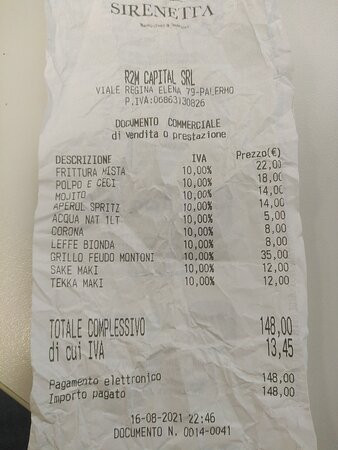 SIRENETTA
R2M CAPITAL SRL
VIALE REGINA ELENA 79-PALERMO
P.IVA:06863130826
DOCUMENTO COMMERCIALE
di vendita o prestazione
DESCRIZIONE IVA Prezzo(€)
FRITTURA MISTA 10,00% 22,00
POLPO E CECI 10,00% 18,00
MOJITO 10,00% 14,00
APERUL SPRITZ 10,00% 14,00
ACQUA NAT 1LT 10,00% 5,00
CORONA 10,00% 8,00
LEFFE BIONDA 10,00% 8,00
GRILLO FEUDO MONTONI 10,00% 35,00
SAKE MAKI 10,00% 12,00
TEKKA MAKI 10,00% 12,00
TOTALE COMPLESSIVO 148,00
di cui IVA 13,45
Pagamento elettronico 148,00
Importo pagato 148,00
16-08-2021 22:46
DOCUMENTO N. 0014-0041